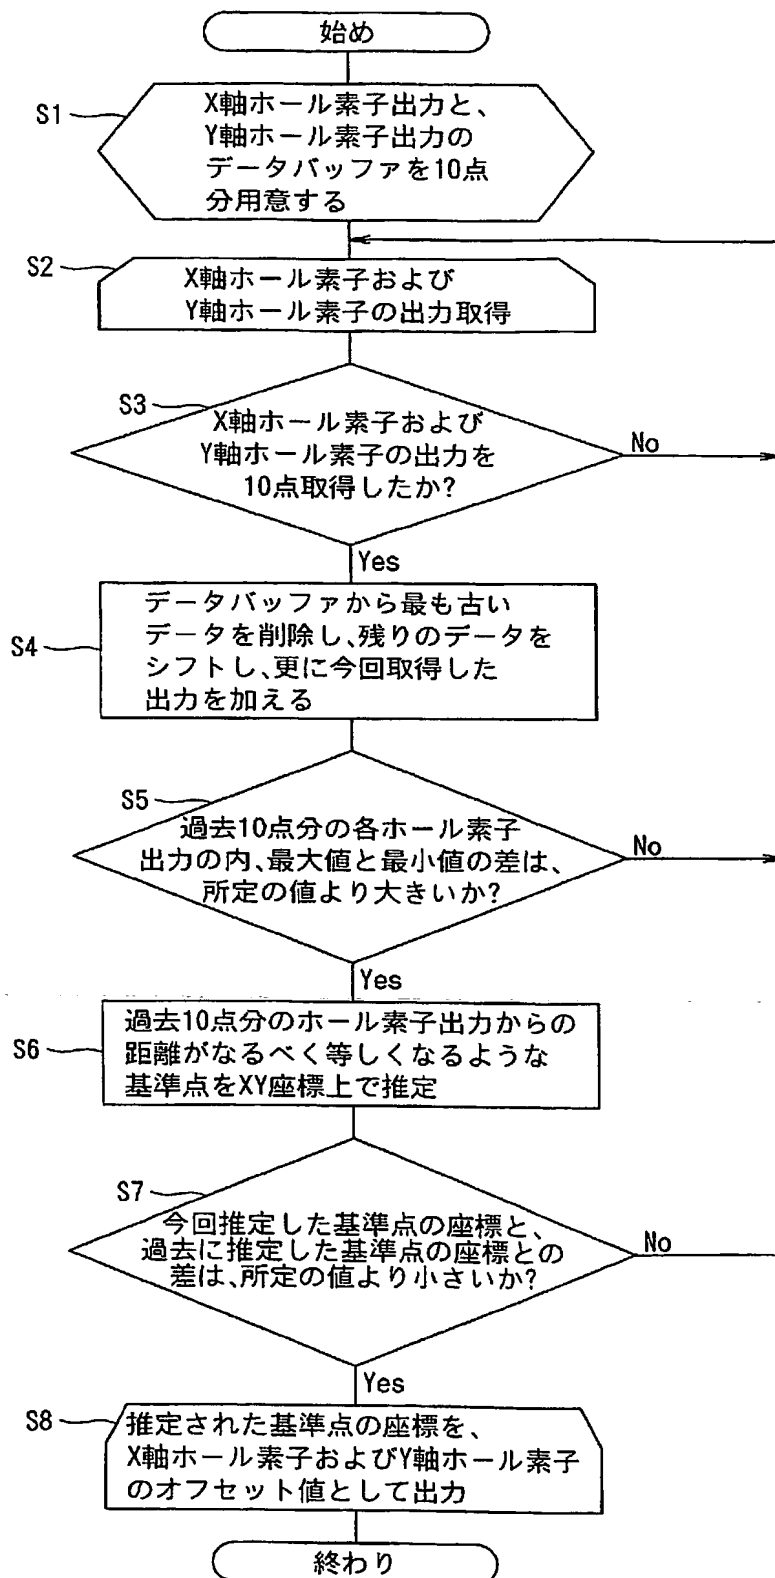 始め
S1
X軸ホール素子出力と、
Y軸ホール素子出力の
データバッファを10点
分用意する
S2
X軸ホール素子および
Y軸ホール素子の出力取得
S3
X軸ホール素子および
Y軸ホール素子の出力を
10点取得したか?
No
Yes
S4
データバッファから最も古い
データを削除し、残りのデータを
シフトし、更に今回取得した
出力を加える
S5
過去10点分の各ホール素子
出力の内、最大値と最小値の差は、
所定の値より大きいか?
No
Yes
S6
過去10点分のホール素子出力からの
距離がなるべく等しくなるような
基準点をXY座標上で推定
S7
今回推定した基準点の座標と、
過去に推定した基準点の座標との
差は、所定の値より小さいか?
No
Yes
S8
推定された基準点の座標を、
X軸ホール素子およびY軸ホール素子
のオフセット値として出力
終わり